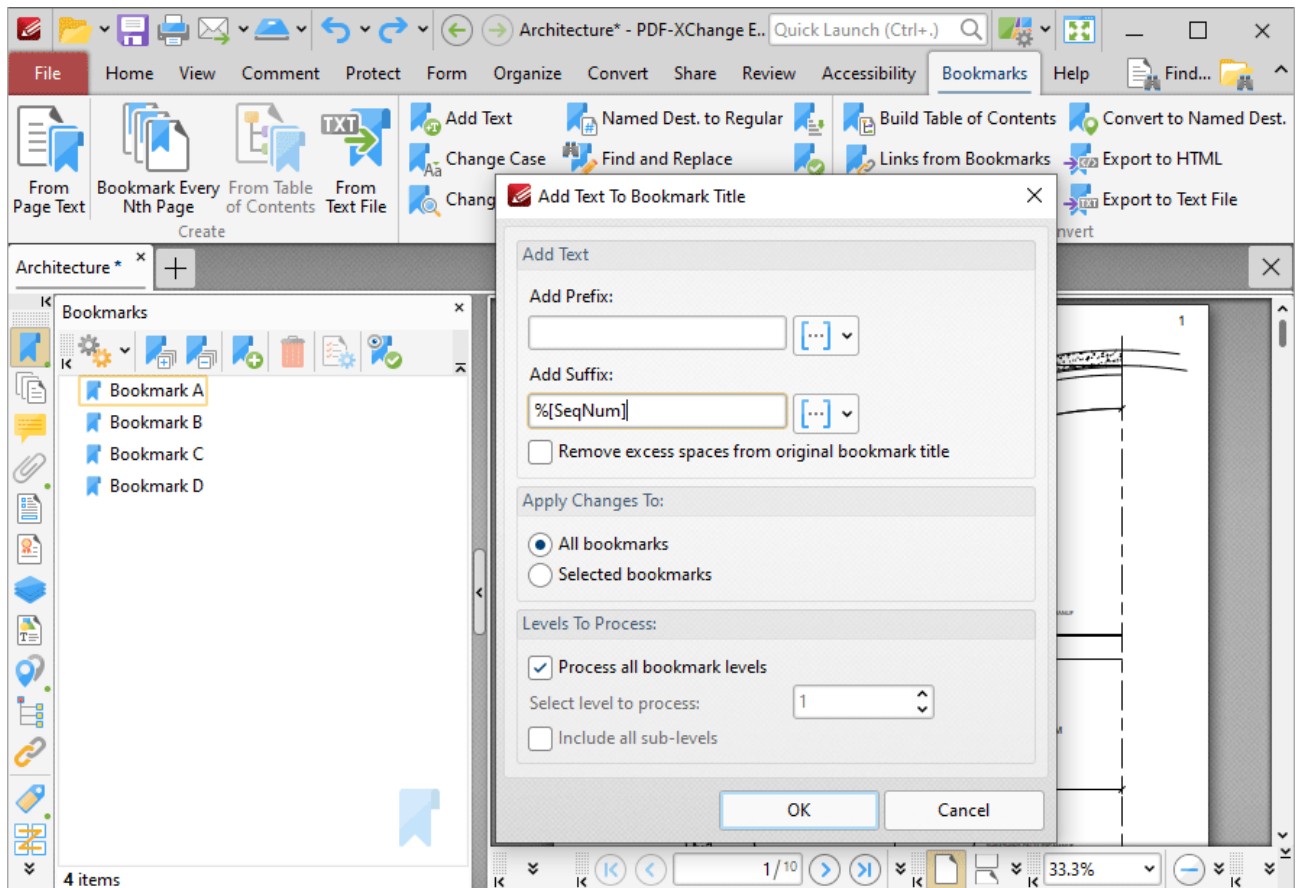 Architecture* - PDF-XChange E.. Quick Launch (Ctrl+.)
File Home View Comment Protect Form Organize Convert Share Review Accessibility Bookmarks Help Find...
TXT
From Page Text
Bookmark Every Nth Page
From Table of Contents
From Text File
Create
Add Text
Change Case
Chang
Named Dest. to Regular
Find and Replace
Build Table of Contents
Links from Bookmarks
Convert to Named Dest.
Export to HTML
Export to Text File
nvert
Architecture *
Bookmarks
Bookmark A
Bookmark B
Bookmark C
Bookmark D
4 items
Add Text To Bookmark Title
Add Text
Add Prefix:
Add Suffix:
%[SeqNum]
Remove excess spaces from original bookmark title
Apply Changes To:
All bookmarks
Selected bookmarks
Levels To Process:
Process all bookmark levels
Select level to process: 1
Include all sub-levels
OK Cancel
1
1/10
33.3%